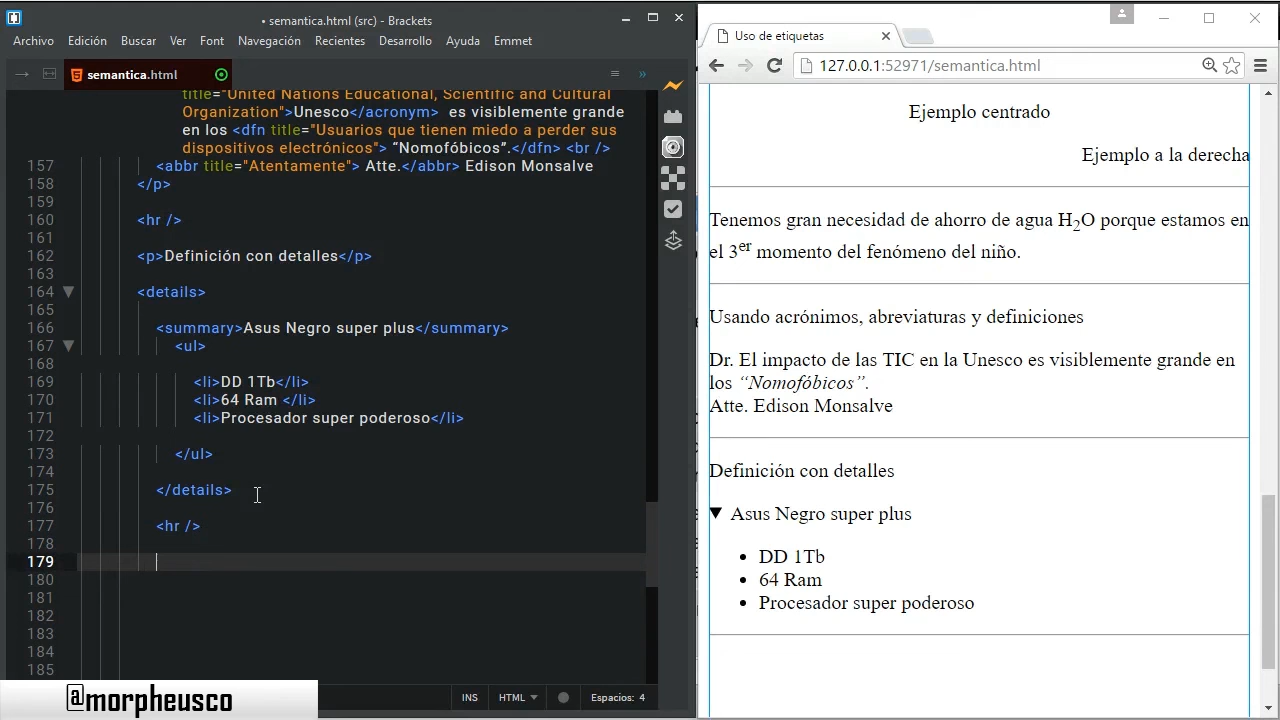 • semantica.html (src) - Brackets
Archivo Edición Buscar Ver Font Navegación Recientes Desarrollo Ayuda Emmet
semantica.html
title="United Nations Educational, Scientific and Cultural
Organization">Unesco</acronym> es visiblemente grande
en los <dfn title="Usuarios que tienen miedo a perder sus
dispositivos electrónicos"> “Nomofóbicos”.</dfn> <br />
157 <abbr title="Atentamente"> Atte.</abbr> Edison Monsalve
158 </p>
159
160 <hr />
161
162 <p>Definición con detalles</p>
163
164 <details>
165
166 <summary>Asus Negro super plus</summary>
167 <ul>
168
169 <li>DD 1Tb</li>
170 <li>64 Ram </li>
171 <li>Procesador super poderoso</li>
172
173 </ul>
174
175 </details>
176
177 <hr />
178
179
180
181
182
183
184
185
INS HTML Espacios: 4
@morpheusco
Uso de etiquetas
127.0.0.1:52971/semantica.html
Ejemplo centrado
Ejemplo a la derecha
Tenemos gran necesidad de ahorro de agua H2O porque estamos en
el 3er momento del fenómeno del niño.
Usando acrónimos, abreviaturas y definiciones
Dr. El impacto de las TIC en la Unesco es visiblemente grande en
los “Nomofóbicos”.
Atte. Edison Monsalve
Definición con detalles
▼ Asus Negro super plus
• DD 1Tb
• 64 Ram
• Procesador super poderoso